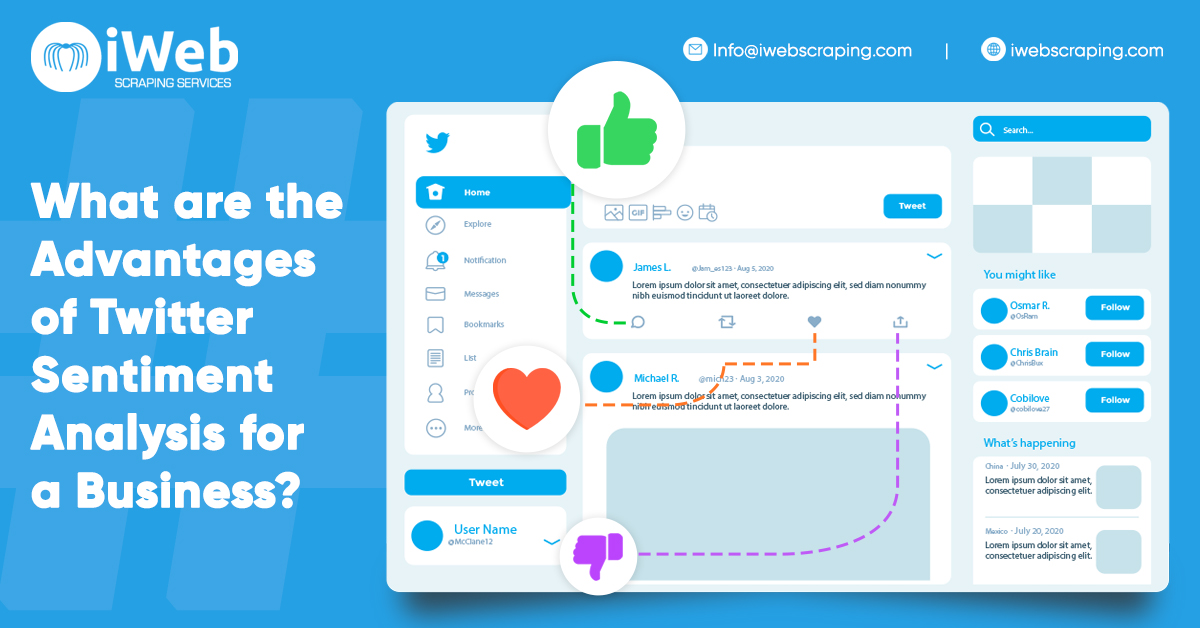 iWeb
SCRAPING SERVICES
Info@iwebscraping.com | iwebscraping.com
What are the
Advantages
of Twitter
Sentiment
Analysis for
a Business?
Home
Explore
1
Notification
Messages
Bookmarks
List
Pro
More
Tweet
User Name
@McClane12
GIF
Tweet
James L. @Jem_es123 · Aug 5, 2020
lorem ipsum dolor sit amet, consectetuer adipiscing elit, sed diam nonummy
nibh euismod tincidunt ut laoreet dolore.
Michael R. @mich23 · Aug 3, 2020
lorem ipsum dolor sit amet, consectetuer adipiscing elit, sed diam nonummy
nibh euismod tincidunt ut laoreet dolore.
Search...
You might like
Osmar R.
@OsRam
Follow
Chris Brain
@ChrisBux
Follow
Cobilove
@cobilove27
Follow
What's happening
China · July 30, 2020
Lorem ipsum dolor sit amet,
consectetuer adipiscing elit.
Mexico · July 20, 2020
Lorem ipsum dolor sit amet,
consectetuer adipiscing elit.